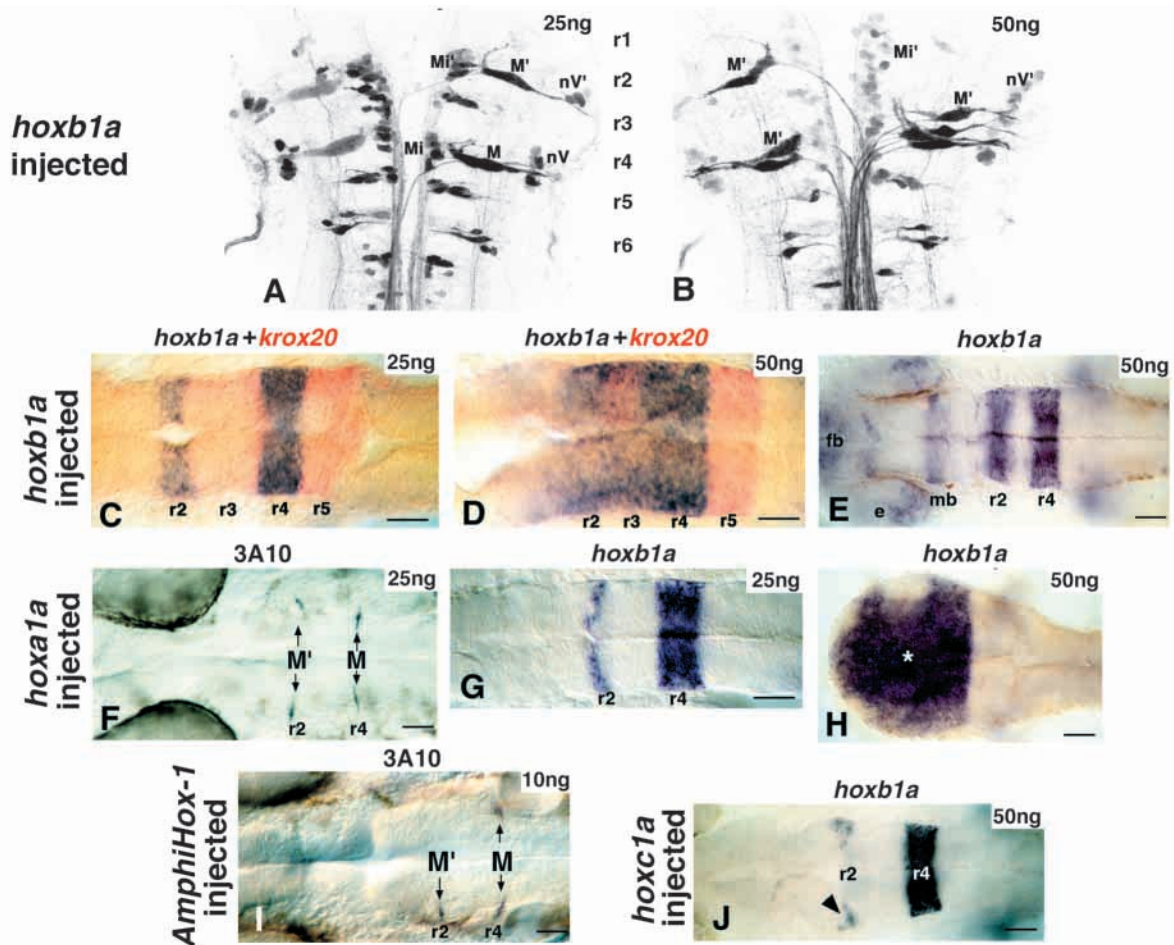 25ng
50ng
r1
r2
r3
r4
r5
r6
Mi'
M'
nV'
Mi
M
nV
M'
Mi'
nV'
M'
M'
hoxb1a
injected
A
B
hoxb1a + krox20
hoxb1a + krox20
hoxb1a
hoxb1a
injected
25ng
r2
r3
r4
r5
C
50ng
r2
r3
r4
r5
D
50ng
fb
e
mb
r2
r4
E
3A10
hoxb1a
hoxb1a
hoxa1a
injected
25ng
M'
M
r2
r4
F
25ng
r2
r4
G
50ng
*
H
3A10
hoxb1a
AmphiHox-1
injected
10ng
M'
M
r2
r4
I
hoxc1a
injected
50ng
r2
r4
J